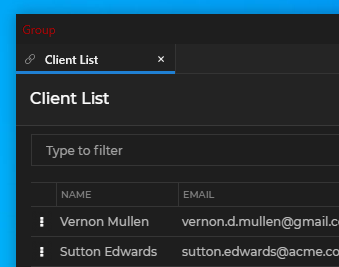 Group
Client List
Client List
Type to filter
NAME EMAIL
Vernon Mullen vernon.d.mullen@gmail.c
Sutton Edwards sutton.edwards@acme.co